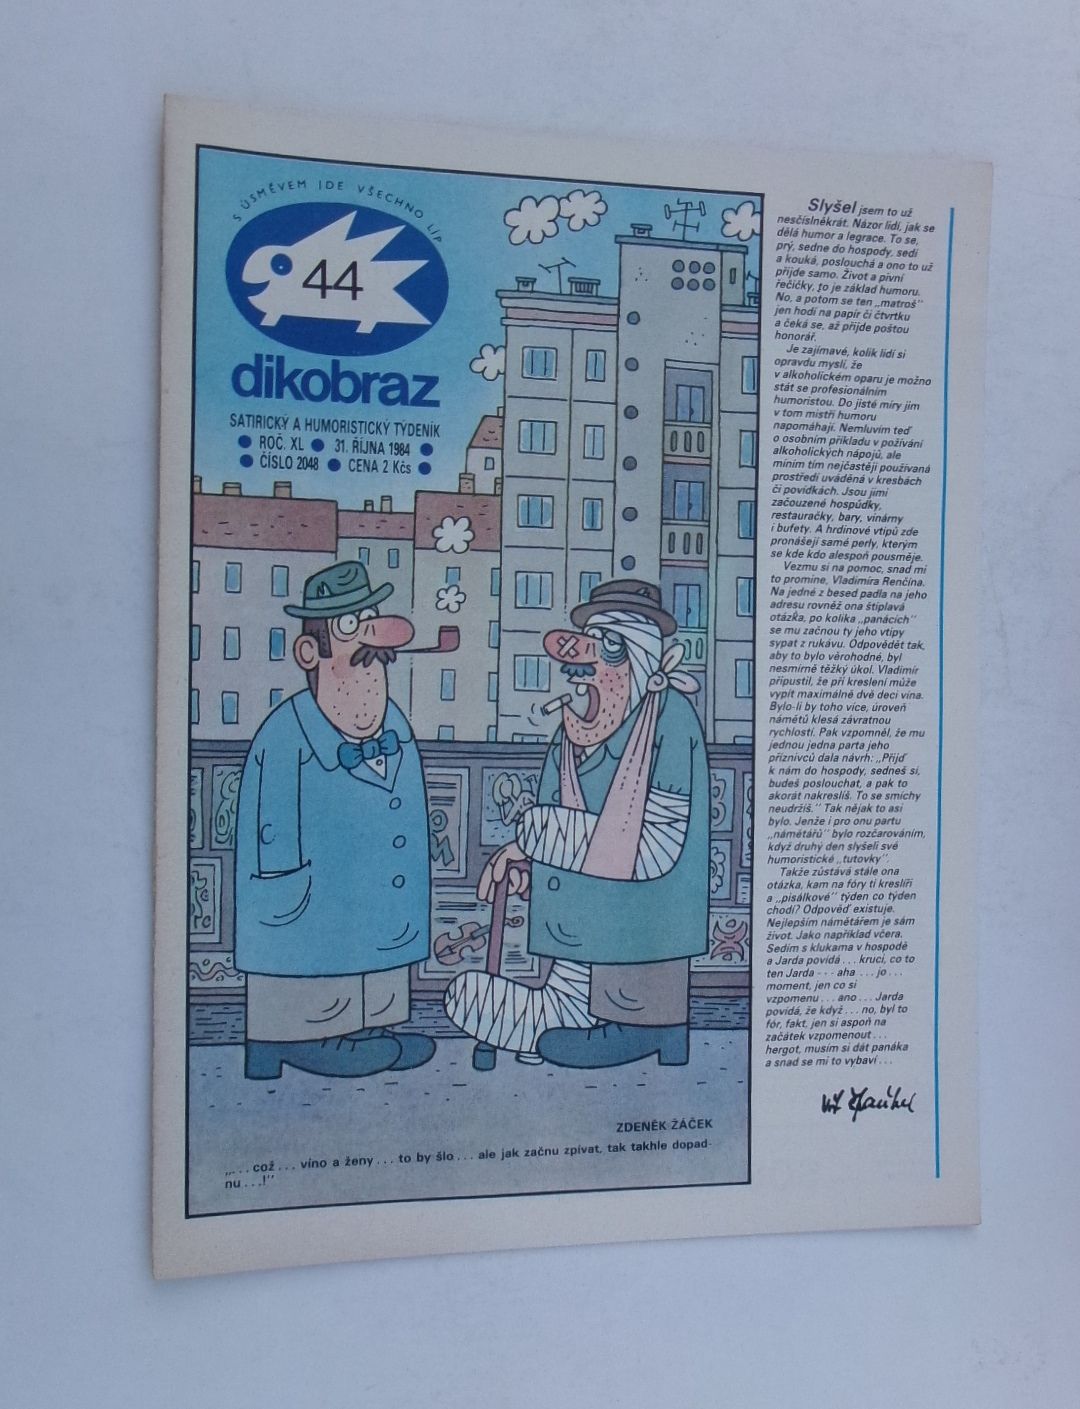 S ÚSMĚVEM IDE VŠECHNO LÍP
44
dikobraz
SATIRICKÝ A HUMORISTICKÝ TÝDENÍK
● ROČ. XL ● 31. ŘÍJNA 1984 ●
● ČÍSLO 2048 ● CENA 2 Kčs ●
ZDENĚK ŽÁČEK
„... což... víno a ženy... to by šlo... ale jak začnu zpívat, tak takhle dopad-
nu...!"
Slyšel jsem to už
nesčíslněkrát. Názor lidí, jak se
dělá humor a legrace. To se,
prý, sedne do hospody, sedí
a kouká, poslouchá a ono to už
přijde samo. Život a pivní
řečičky, to je základ humoru.
No, a potom se ten „matroš"
jen hodí na papír či čtvrtku
a čeká se, až přijde poštou
honorář.
Je zajímavé, kolik lidí si
opravdu myslí, že
v alkoholickém oparu je možno
stát se profesionálním
humoristou. Do jisté míry jim
v tom mistři humoru
napomáhají. Nemluvím teď
o osobním příkladu v požívání
alkoholických nápojů, ale
míním tím nejčastěji používaná
prostředí uváděná v kresbách
či povídkách. Jsou jimi
začouzené hospůdky,
restauračky, bary, vinárny
i bufety. A hrdinové vtipů zde
pronášejí samé perly, kterým
se kde kdo alespoň pousměje.
Vezmu si na pomoc, snad mi
to promine, Vladimíra Renčína.
Na jedné z besed padla na jeho
adresu rovněž ona štiplavá
otázka, po kolika „panácích"
se mu začnou ty jeho vtipy
sypat z rukávu. Odpovědět tak,
aby to bylo věrohodné, byl
nesmírně těžký úkol. Vladimír
připustil, že při kreslení může
vypít maximálně dvě deci vína.
Bylo-li by toho více, úroveň
námětů klesá závratnou
rychlostí. Pak vzpomněl, že mu
jednou jedna parta jeho
příznivců dala návrh: „Přijď
k nám do hospody, sedneš si,
budeš poslouchat, a pak to
akorát nakreslíš. To se smíchy
neudržíš." Tak nějak to asi
bylo. Jenže i pro onu partu
„námětářů" bylo rozčarováním,
když druhý den slyšeli své
humoristické „tutovky".
Takže zůstává stále ona
otázka, kam na fóry ti kreslíři
a „pisálkové" týden co týden
chodí? Odpověď existuje.
Nejlepším námětářem je sám
život. Jako například včera.
Sedím s klukama v hospodě
a Jarda povídá... kruci, co to
ten Jarda --- aha ... jo...
moment, jen co si
vzpomenu... ano... Jarda
povídá, že když... no, byl to
fór, fakt, jen si aspoň na
začátek vzpomenout...
hergot, musím si dát panáka
a snad se mi to vybaví...